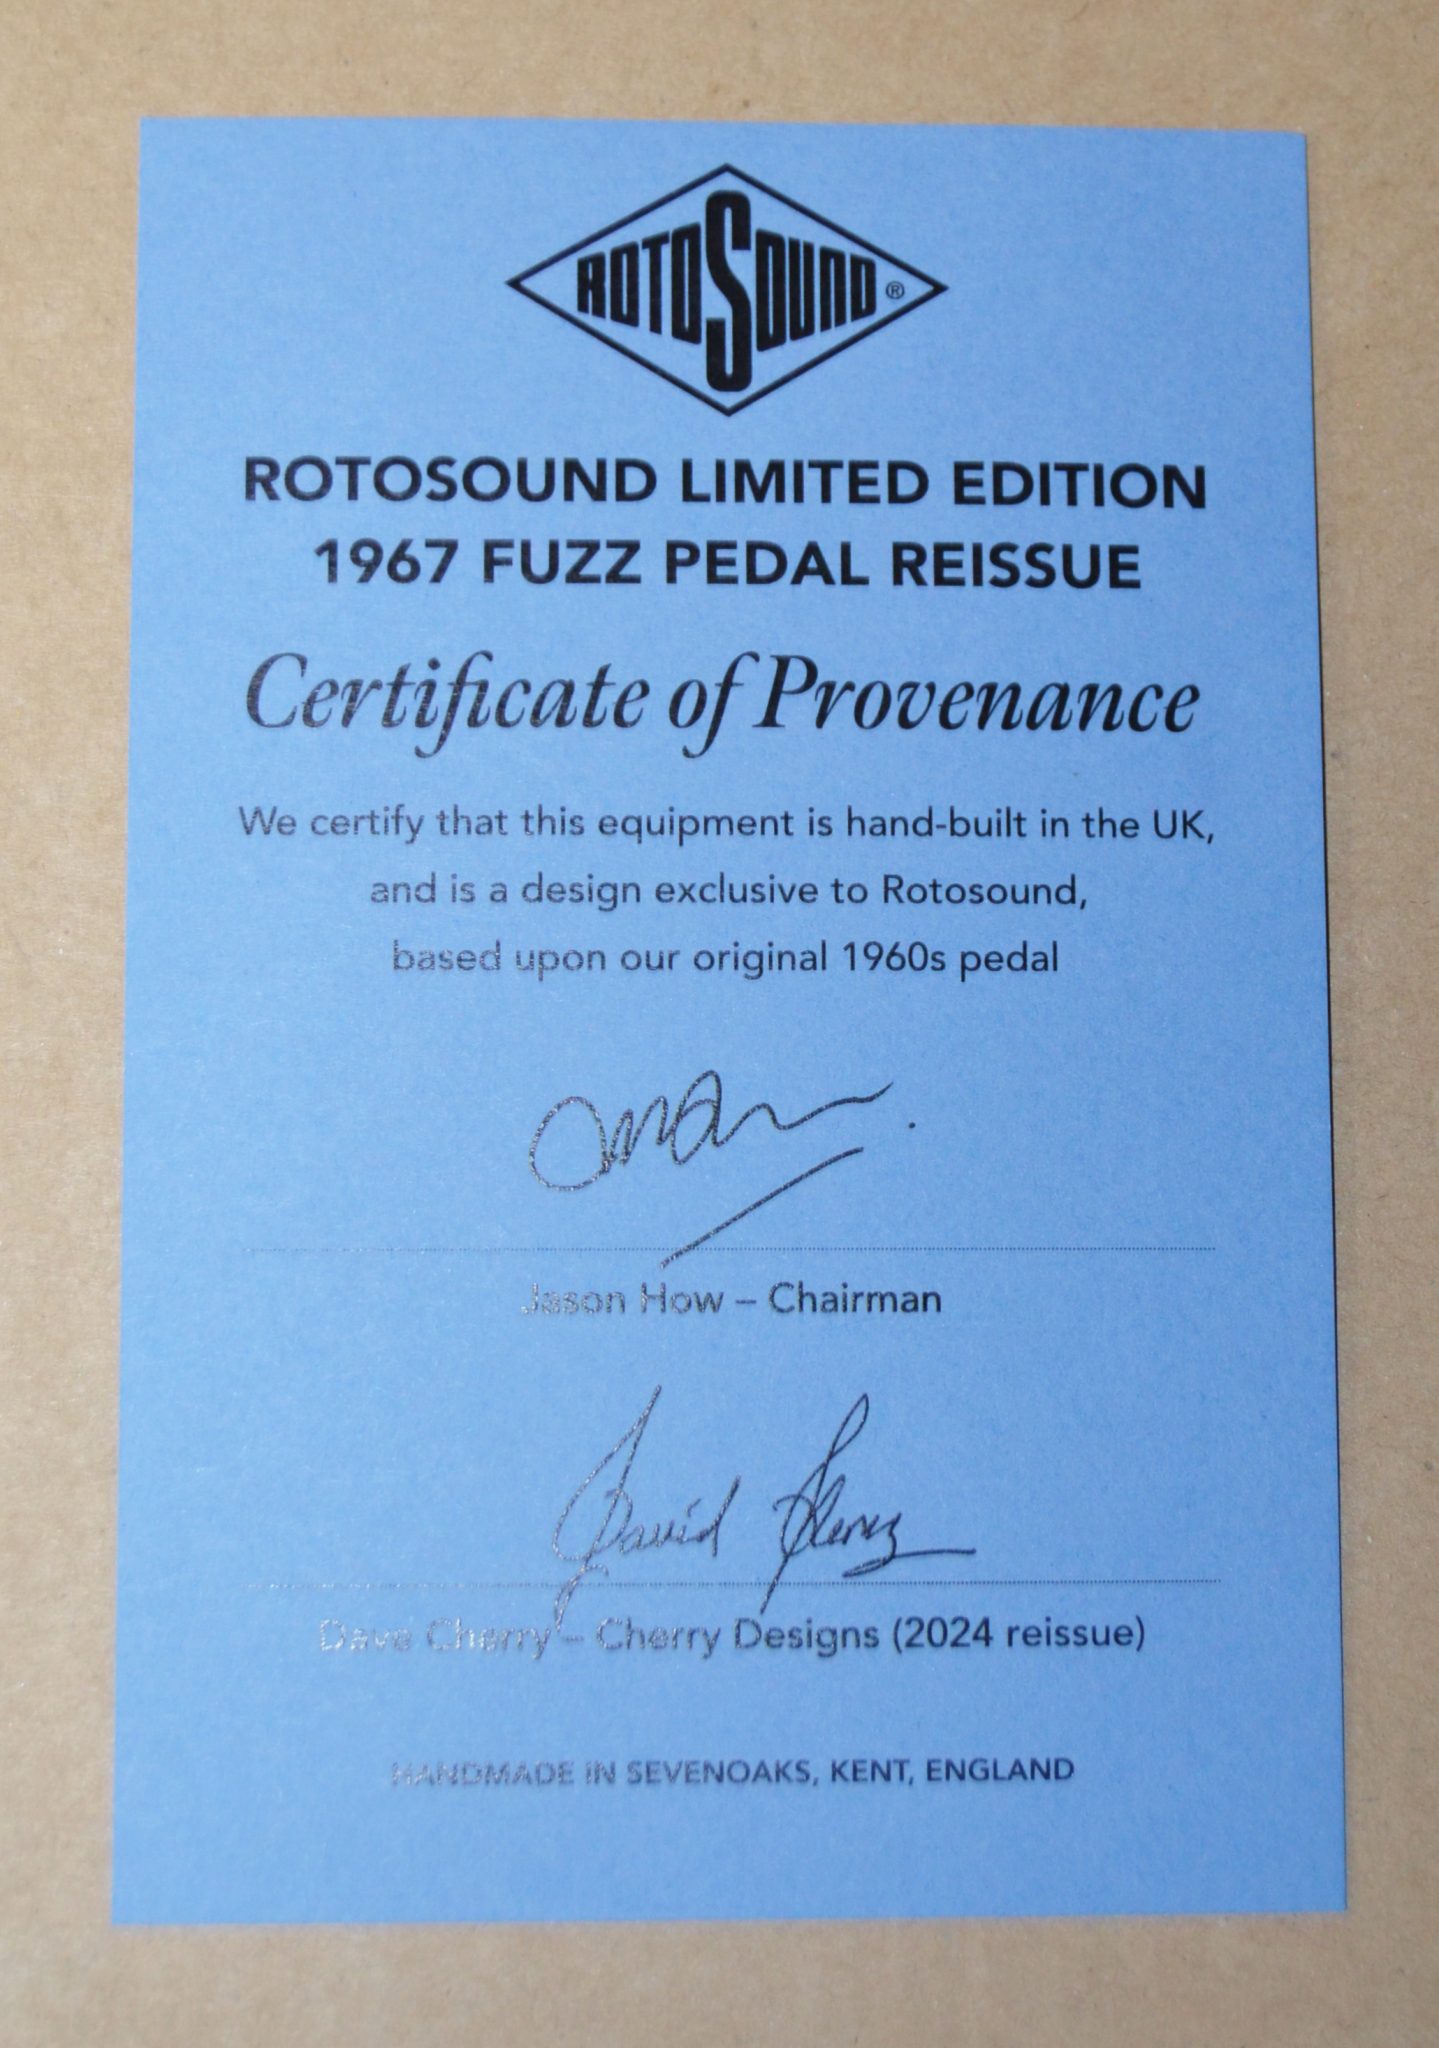 ROTOSOUND®
ROTOSOUND LIMITED EDITION
1967 FUZZ PEDAL REISSUE
Certificate of Provenance
We certify that this equipment is hand-built in the UK,
and is a design exclusive to Rotosound,
based upon our original 1960s pedal
Jason How – Chairman
David Cherry
Dave Cherry – Cherry Designs (2024 reissue)
HANDMADE IN SEVENOAKS, KENT, ENGLAND